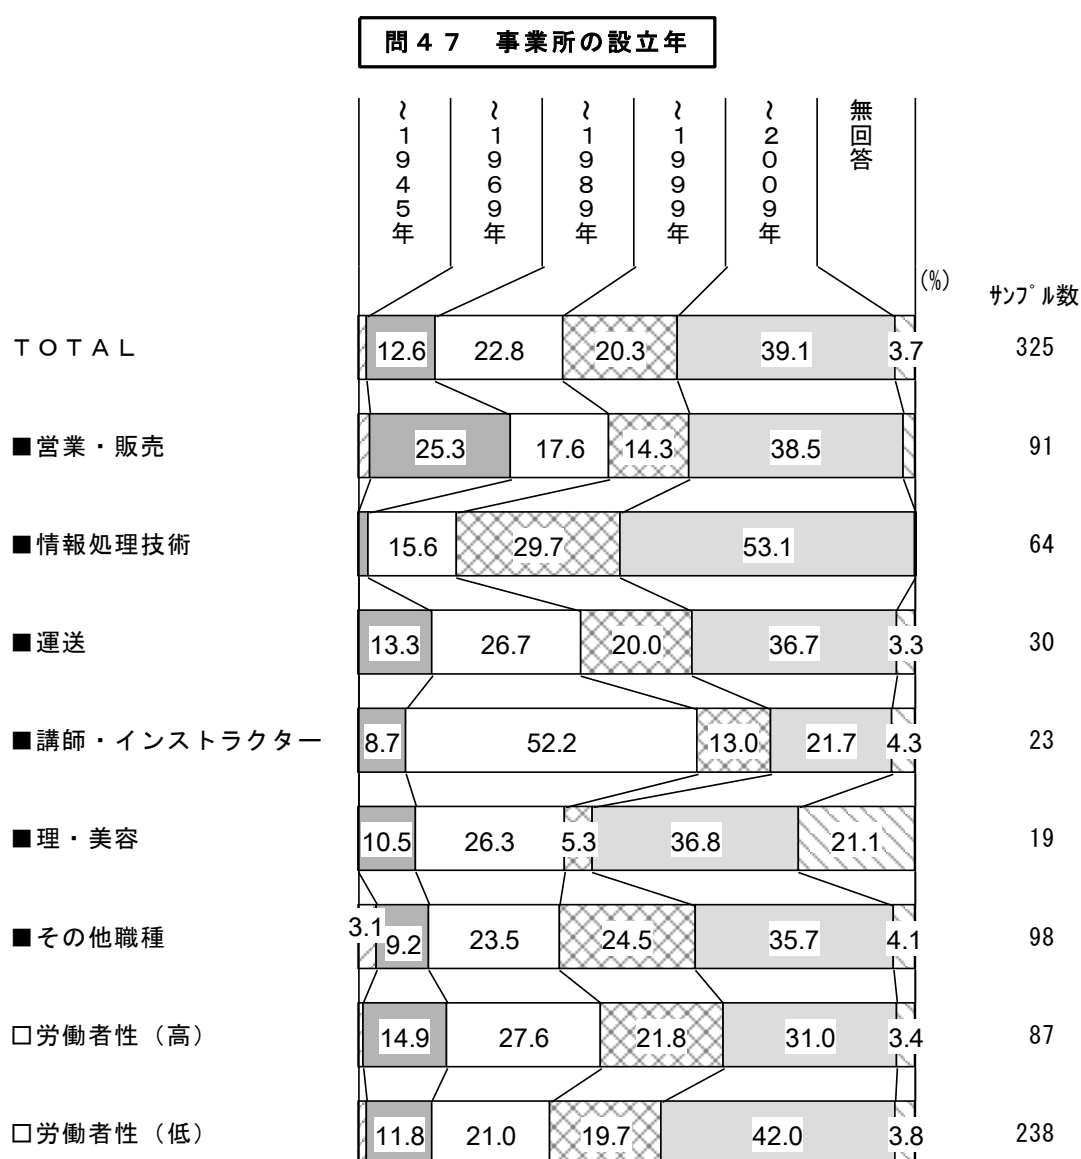 問４７　事業所の設立年
～１９４５年
～１９６９年
～１９８９年
～１９９９年
～２００９年
無回答
(%)
ｻﾝﾌﾟﾙ数
ＴＯＴＡＬ 12.6 22.8 20.3 39.1 3.7 325
■営業・販売 25.3 17.6 14.3 38.5 91
■情報処理技術 15.6 29.7 53.1 64
■運送 13.3 26.7 20.0 36.7 3.3 30
■講師・インストラクター 8.7 52.2 13.0 21.7 4.3 23
■理・美容 10.5 26.3 5.3 36.8 21.1 19
■その他職種 3.1 9.2 23.5 24.5 35.7 4.1 98
□労働者性（高） 14.9 27.6 21.8 31.0 3.4 87
□労働者性（低） 11.8 21.0 19.7 42.0 3.8 238